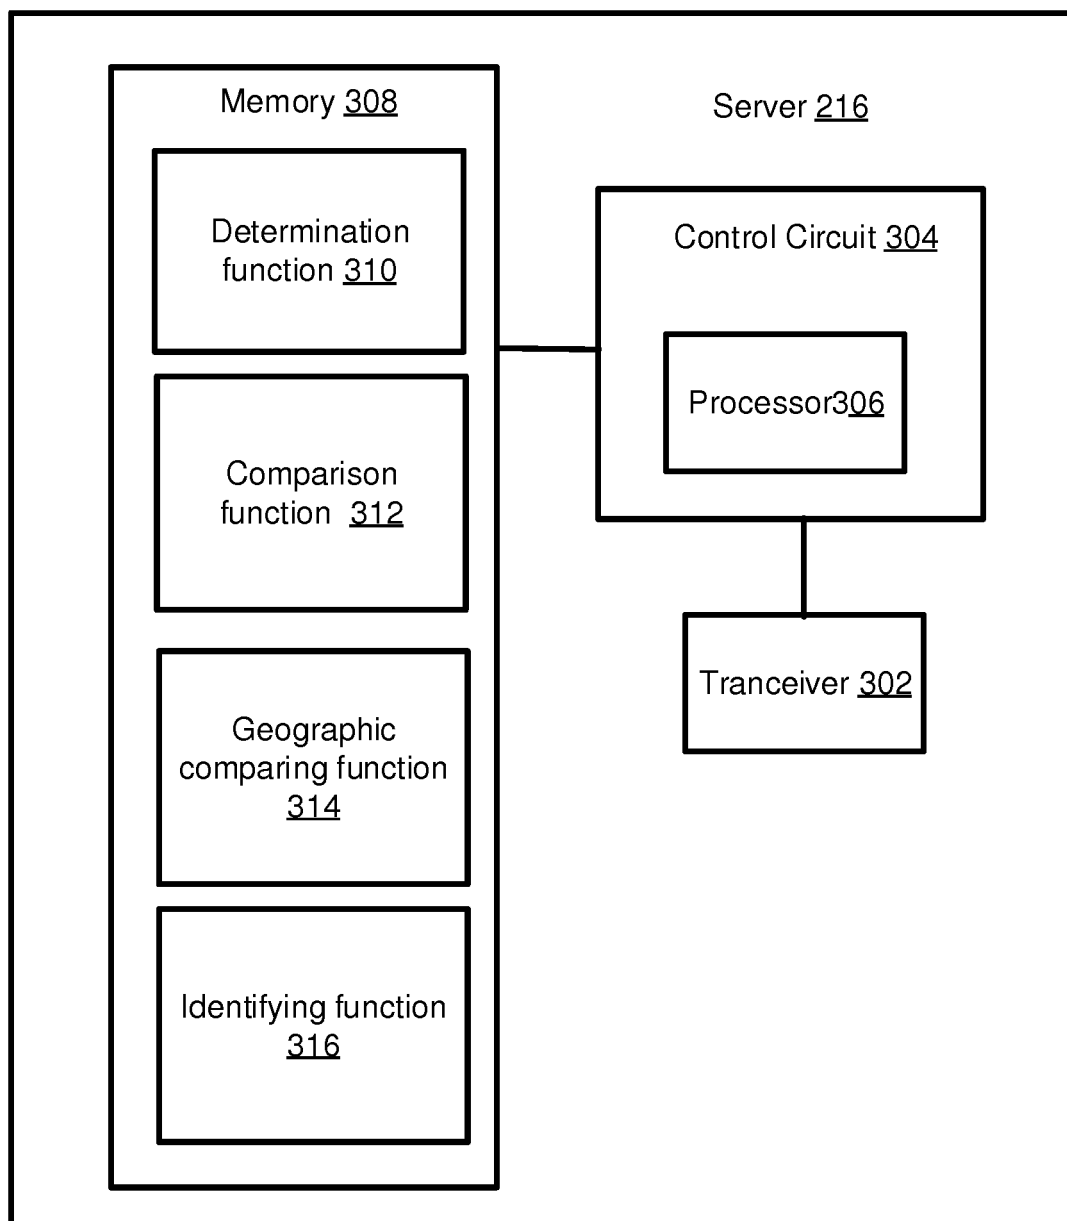 Memory 308
Determination
function 310
Comparison
function 312
Geographic
comparing function
314
Identifying function
316
Server 216
Control Circuit 304
Processor306
Tranceiver 302